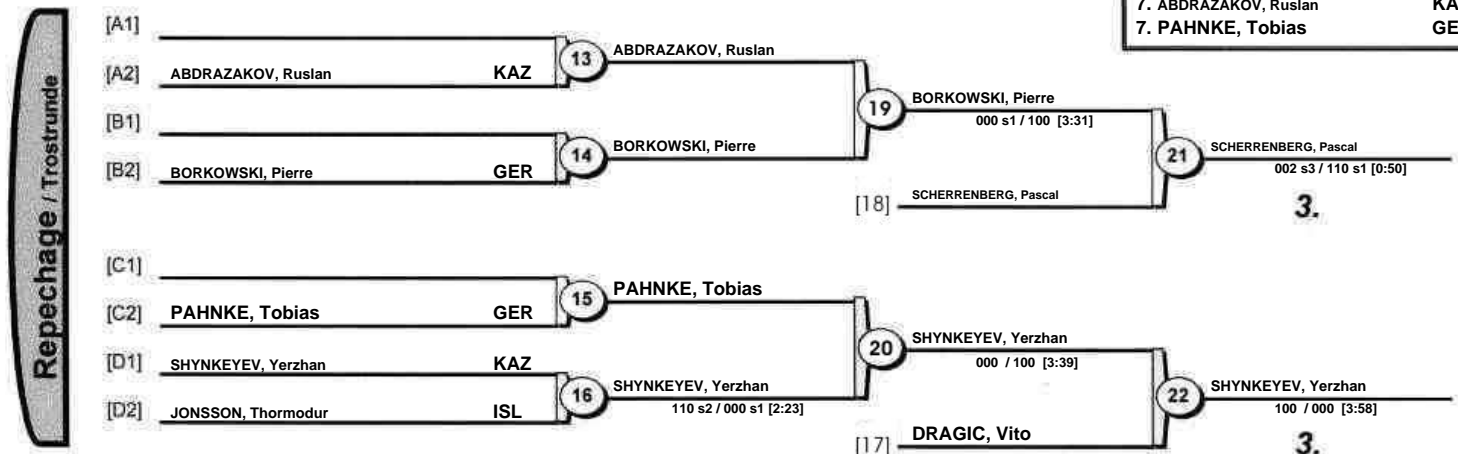 7. ABDRAZAKOV, Ruslan KA
7. PAHNKE, Tobias GE
Repechage / Trostrunde
[A1]
[A2] ABDRAZAKOV, Ruslan KAZ
13
ABDRAZAKOV, Ruslan
[B1]
[B2] BORKOWSKI, Pierre GER
14
BORKOWSKI, Pierre
19
BORKOWSKI, Pierre
000 s1 / 100 [3:31]
[18] SCHERRENBERG, Pascal
21
SCHERRENBERG, Pascal
002 s3 / 110 s1 [0:50]
3.
[C1]
[C2] PAHNKE, Tobias GER
15
PAHNKE, Tobias
[D1] SHYNKEYEV, Yerzhan KAZ
[D2] JONSSON, Thormodur ISL
16
SHYNKEYEV, Yerzhan
110 s2 / 000 s1 [2:23]
20
SHYNKEYEV, Yerzhan
000 / 100 [3:39]
[17] DRAGIC, Vito
22
SHYNKEYEV, Yerzhan
100 / 000 [3:58]
3.